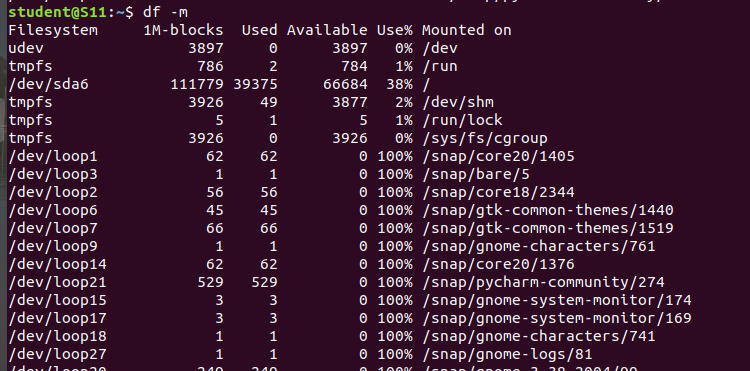 student@S11:~$ df -m
Filesystem     1M-blocks  Used Available Use% Mounted on
udev                3897     0      3897   0% /dev
tmpfs                786     2       784   1% /run
/dev/sda6         111779 39375     66684  38% /
tmpfs               3926    49      3877   2% /dev/shm
tmpfs                  5     1         5   1% /run/lock
tmpfs               3926     0      3926   0% /sys/fs/cgroup
/dev/loop1            62    62         0 100% /snap/core20/1405
/dev/loop3             1     1         0 100% /snap/bare/5
/dev/loop2            56    56         0 100% /snap/core18/2344
/dev/loop6            45    45         0 100% /snap/gtk-common-themes/1440
/dev/loop7            66    66         0 100% /snap/gtk-common-themes/1519
/dev/loop9             1     1         0 100% /snap/gnome-characters/761
/dev/loop14           62    62         0 100% /snap/core20/1376
/dev/loop21          529   529         0 100% /snap/pycharm-community/274
/dev/loop15            3     3         0 100% /snap/gnome-system-monitor/174
/dev/loop17            3     3         0 100% /snap/gnome-system-monitor/169
/dev/loop18            1     1         0 100% /snap/gnome-characters/741
/dev/loop27            1     1         0 100% /snap/gnome-logs/81